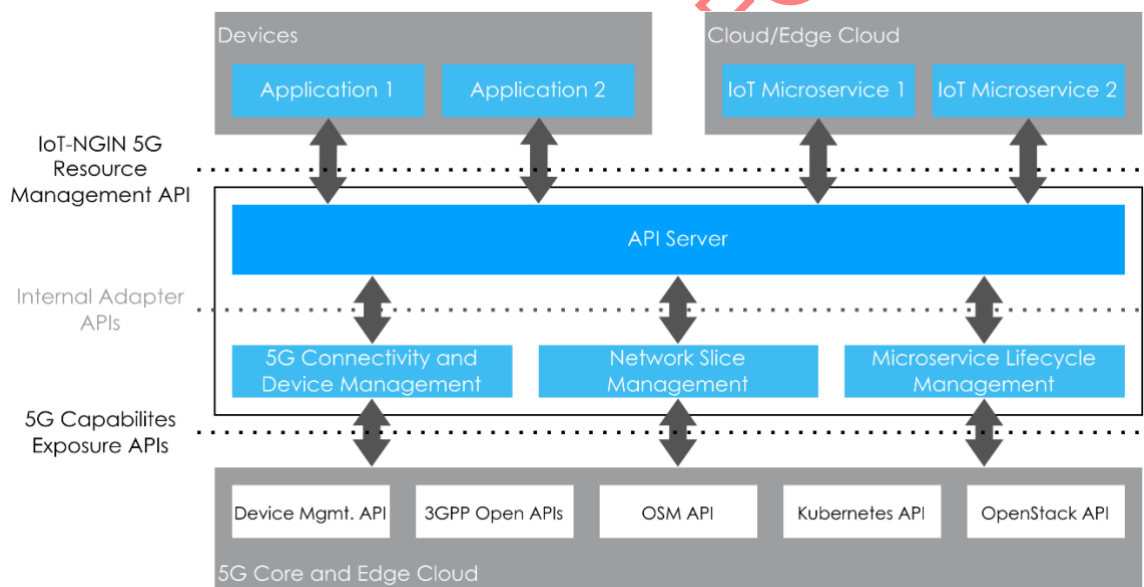 Devices
Cloud/Edge Cloud
Application 1
Application 2
IoT Microservice 1
IoT Microservice 2
IoT-NGIN 5G
Resource
Management API
API Server
Internal Adapter
APIs
5G Connectivity and
Device Management
Network Slice
Management
Microservice Lifecycle
Management
5G Capabilites
Exposure APIs
Device Mgmt. API
3GPP Open APIs
OSM API
Kubernetes API
OpenStack API
5G Core and Edge Cloud